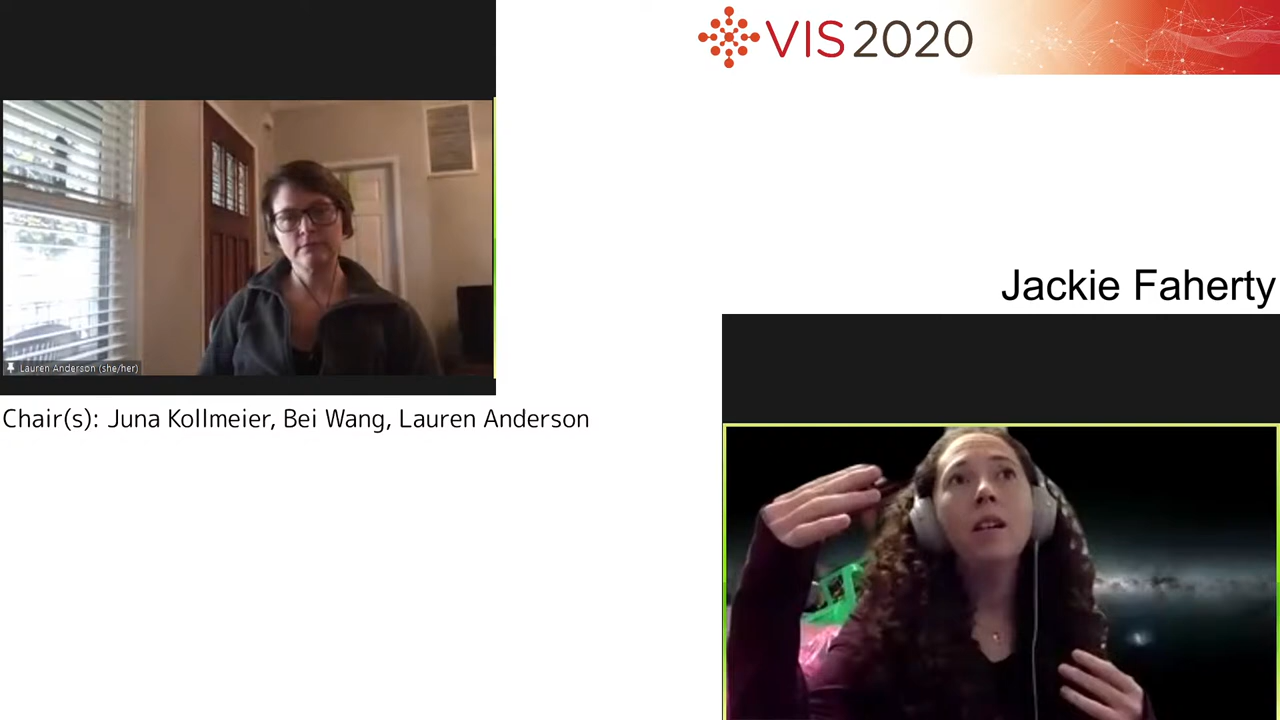 VIS2020
Jackie Faherty
Lauren Anderson (she/her)
Chair(s): Juna Kollmeier, Bei Wang, Lauren Anderson